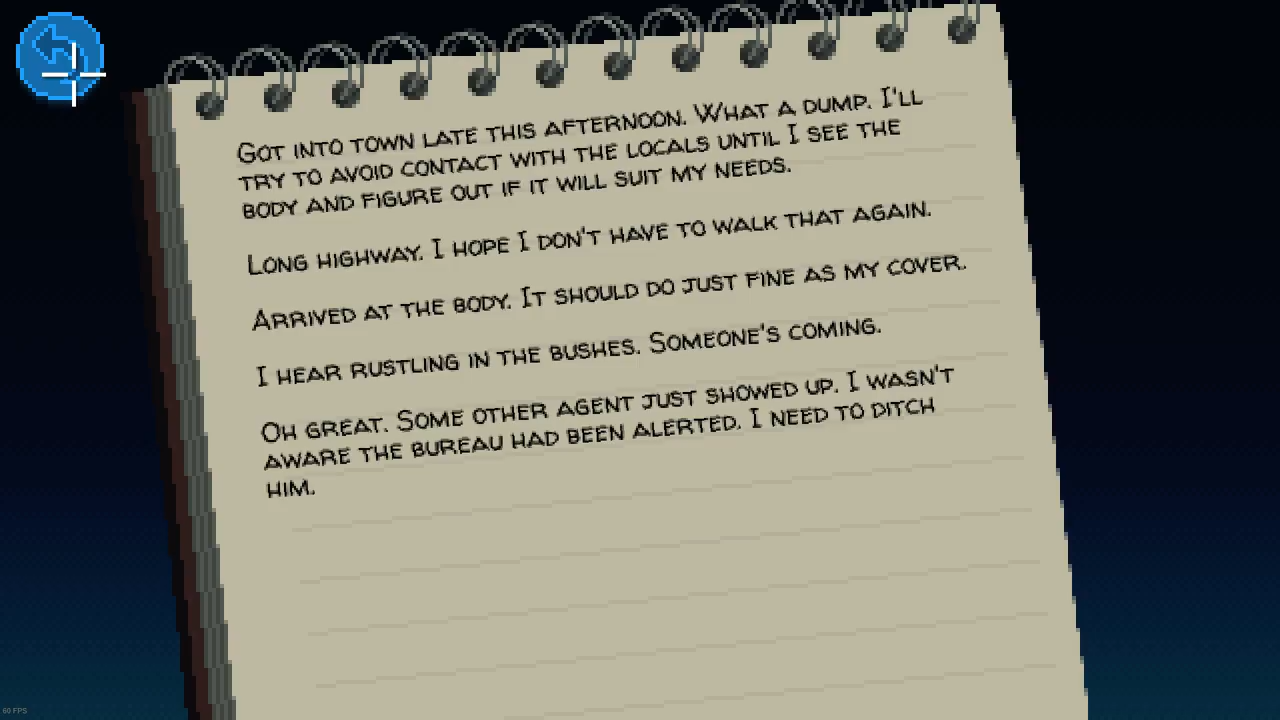 Got into town late this afternoon. What a dump. I'll
try to avoid contact with the locals until I see the
body and figure out if it will suit my needs.
Long highway. I hope I don't have to walk that again.
Arrived at the body. It should do just fine as my cover.
I hear rustling in the bushes. Someone's coming.
Oh great. Some other agent just showed up. I wasn't
aware the bureau had been alerted. I need to ditch
him.
60 FPS